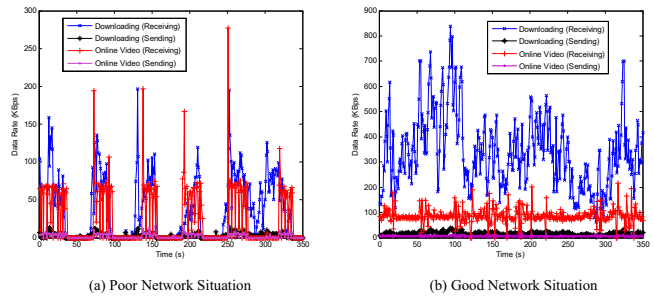 300
250
200
150
100
50
0
50
100
150
200
250
300
350
Data Rate (KBps)
Time (s)
Downloading (Receiving)
Downloading (Sending)
Online Video (Receiving)
Online Video (Sending)
(a) Poor Network Situation
900
800
700
600
500
400
300
200
100
0
0
50
100
150
200
250
300
350
Data Rate (KBps)
Time (s)
Downloading (Receiving)
Downloading (Sending)
Online Video (Receiving)
Online Video (Sending)
(b) Good Network Situation